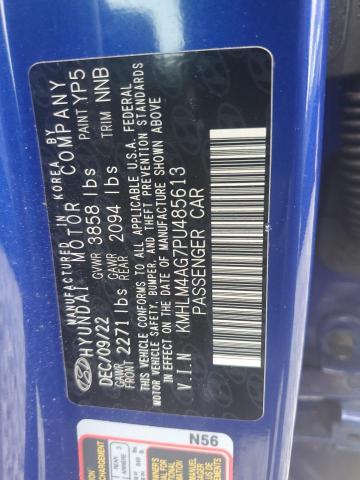 MANUFACTURED IN KOREA BY
HYUNDAI MOTOR COMPANY
DEC/09/22 GVWR 3858 lbs PAINT YP5
GAWR FRONT 2271lbs GAWR REAR 2094 lbs TRIM NNB
THIS VEHICLE CONFORMS TO ALL APPLICABLE U.S.A. FEDERAL
MOTOR VEHICLE SAFETY, BUMPER, AND THEFT PREVENTION STANDARDS
IN EFFECT ON THE DATE OF MANUFACTURE SHOWN ABOVE
V.I.N KMHLM4AG7PU485613
PASSENGER CAR
N56